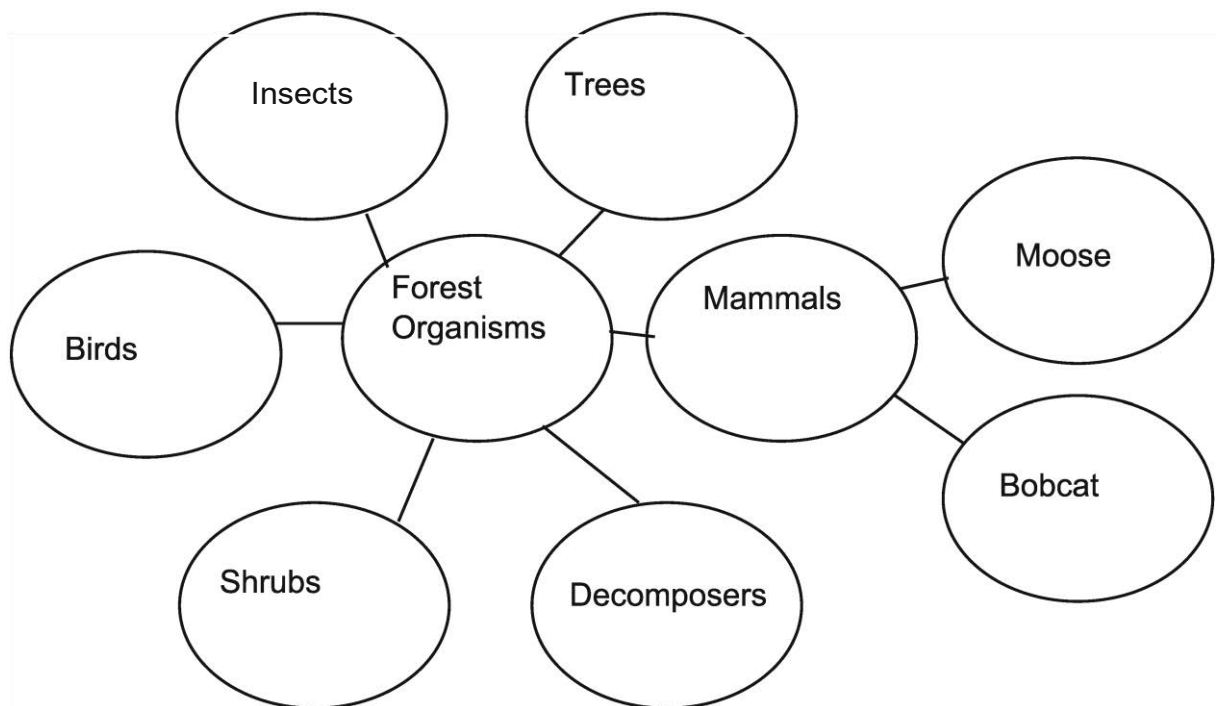 Insects
Trees
Moose
Forest
Organisms
Mammals
Birds
Bobcat
Shrubs
Decomposers